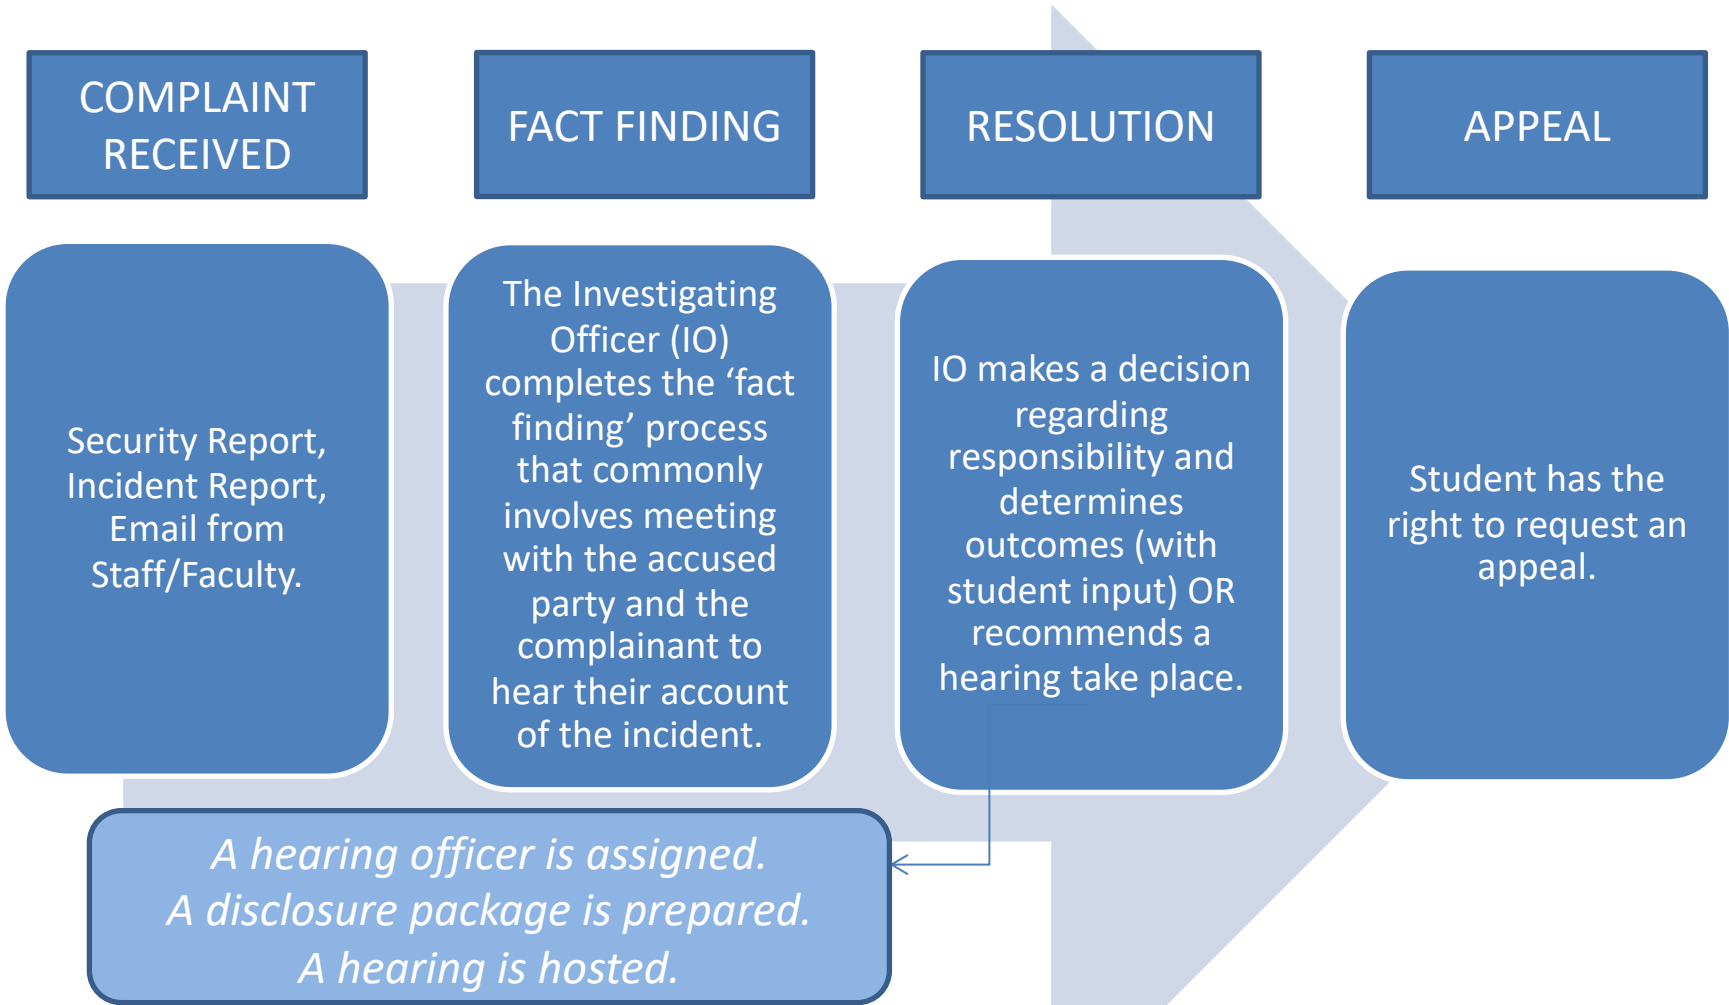 COMPLAINT
RECEIVED
FACT FINDING
RESOLUTION
APPEAL
Security Report,
Incident Report,
Email from
Staff/Faculty.
The Investigating
Officer (IO)
completes the ‘fact
finding’ process
that commonly
involves meeting
with the accused
party and the
complainant to
hear their account
of the incident.
IO makes a decision
regarding
responsibility and
determines
outcomes (with
student input) OR
recommends a
hearing take place.
Student has the
right to request an
appeal.
A hearing officer is assigned.
A disclosure package is prepared.
A hearing is hosted.